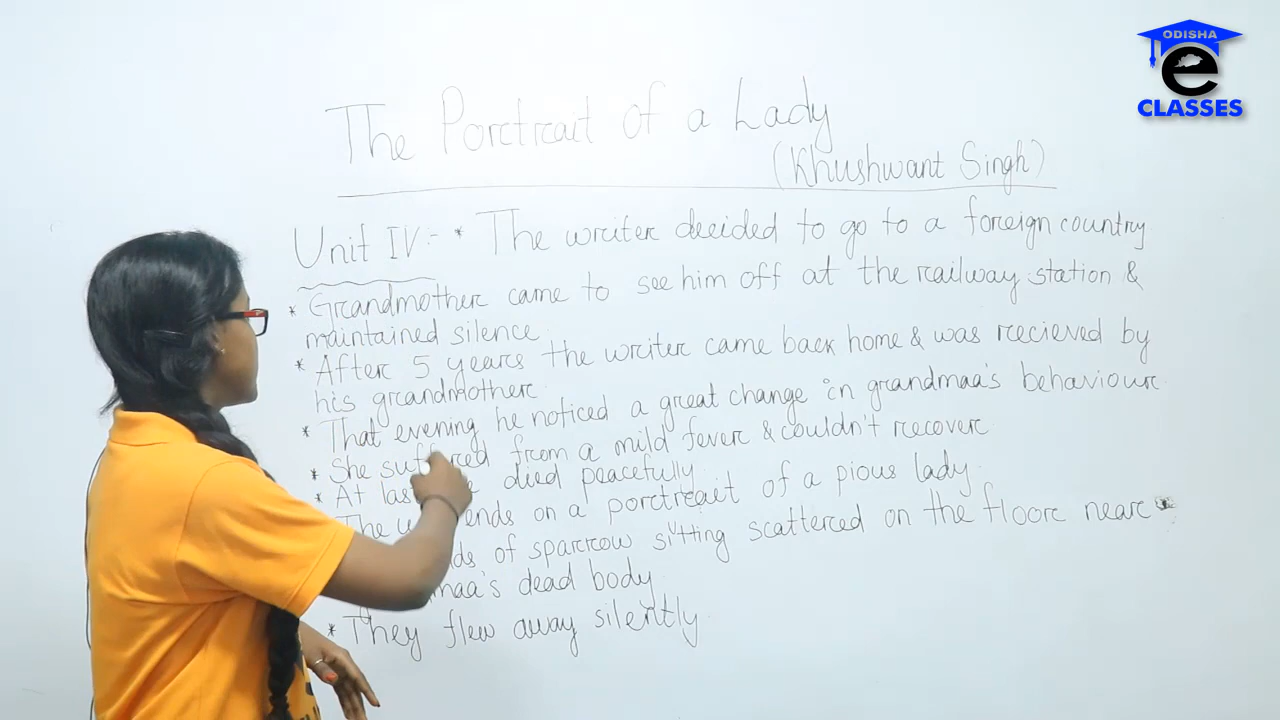 ODISHA
e
CLASSES
The Portrait of a Lady
(Khushwant Singh)
Unit IV:- * The writer decided to go to a foreign country
* Grandmother came to see him off at the railway station &
maintained silence
* After 5 years the writer came back home & was recieved by
his grandmother
* That evening he noticed a great change in grandmaa's behaviour
* She suffered from a mild fever & couldn't recover
* At last died peacefully
The ends on a portrait of a pious lady
of sparrow sitting scattered on the floor near
dead body
* They flew away silently